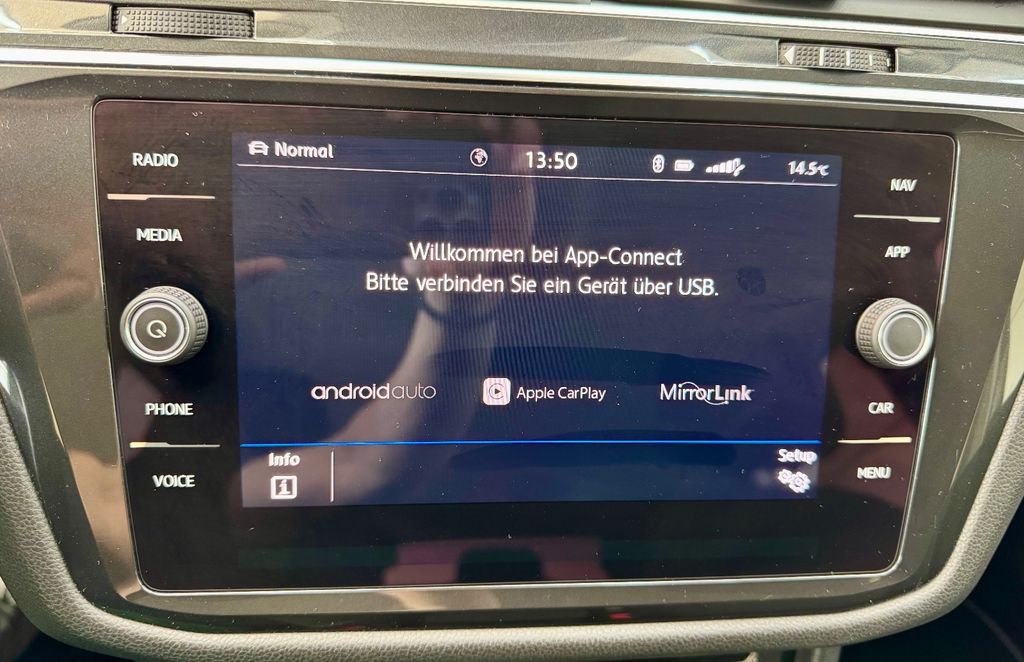 Normal 13:50 14.5°C
RADIO
NAV
MEDIA
APP
Willkommen bei App-Connect
Bitte verbinden Sie ein Gerät über USB.
androidauto Apple CarPlay MirrorLink
PHONE
CAR
Info
Setup
VOICE
MENU